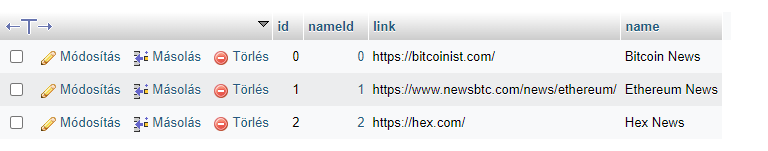 id nameId link name
Módosítás Másolás Törlés 0 0 https://bitcoinist.com/ Bitcoin News
Módosítás Másolás Törlés 1 1 https://www.newsbtc.com/news/ethereum/ Ethereum News
Módosítás Másolás Törlés 2 2 https://hex.com/ Hex News